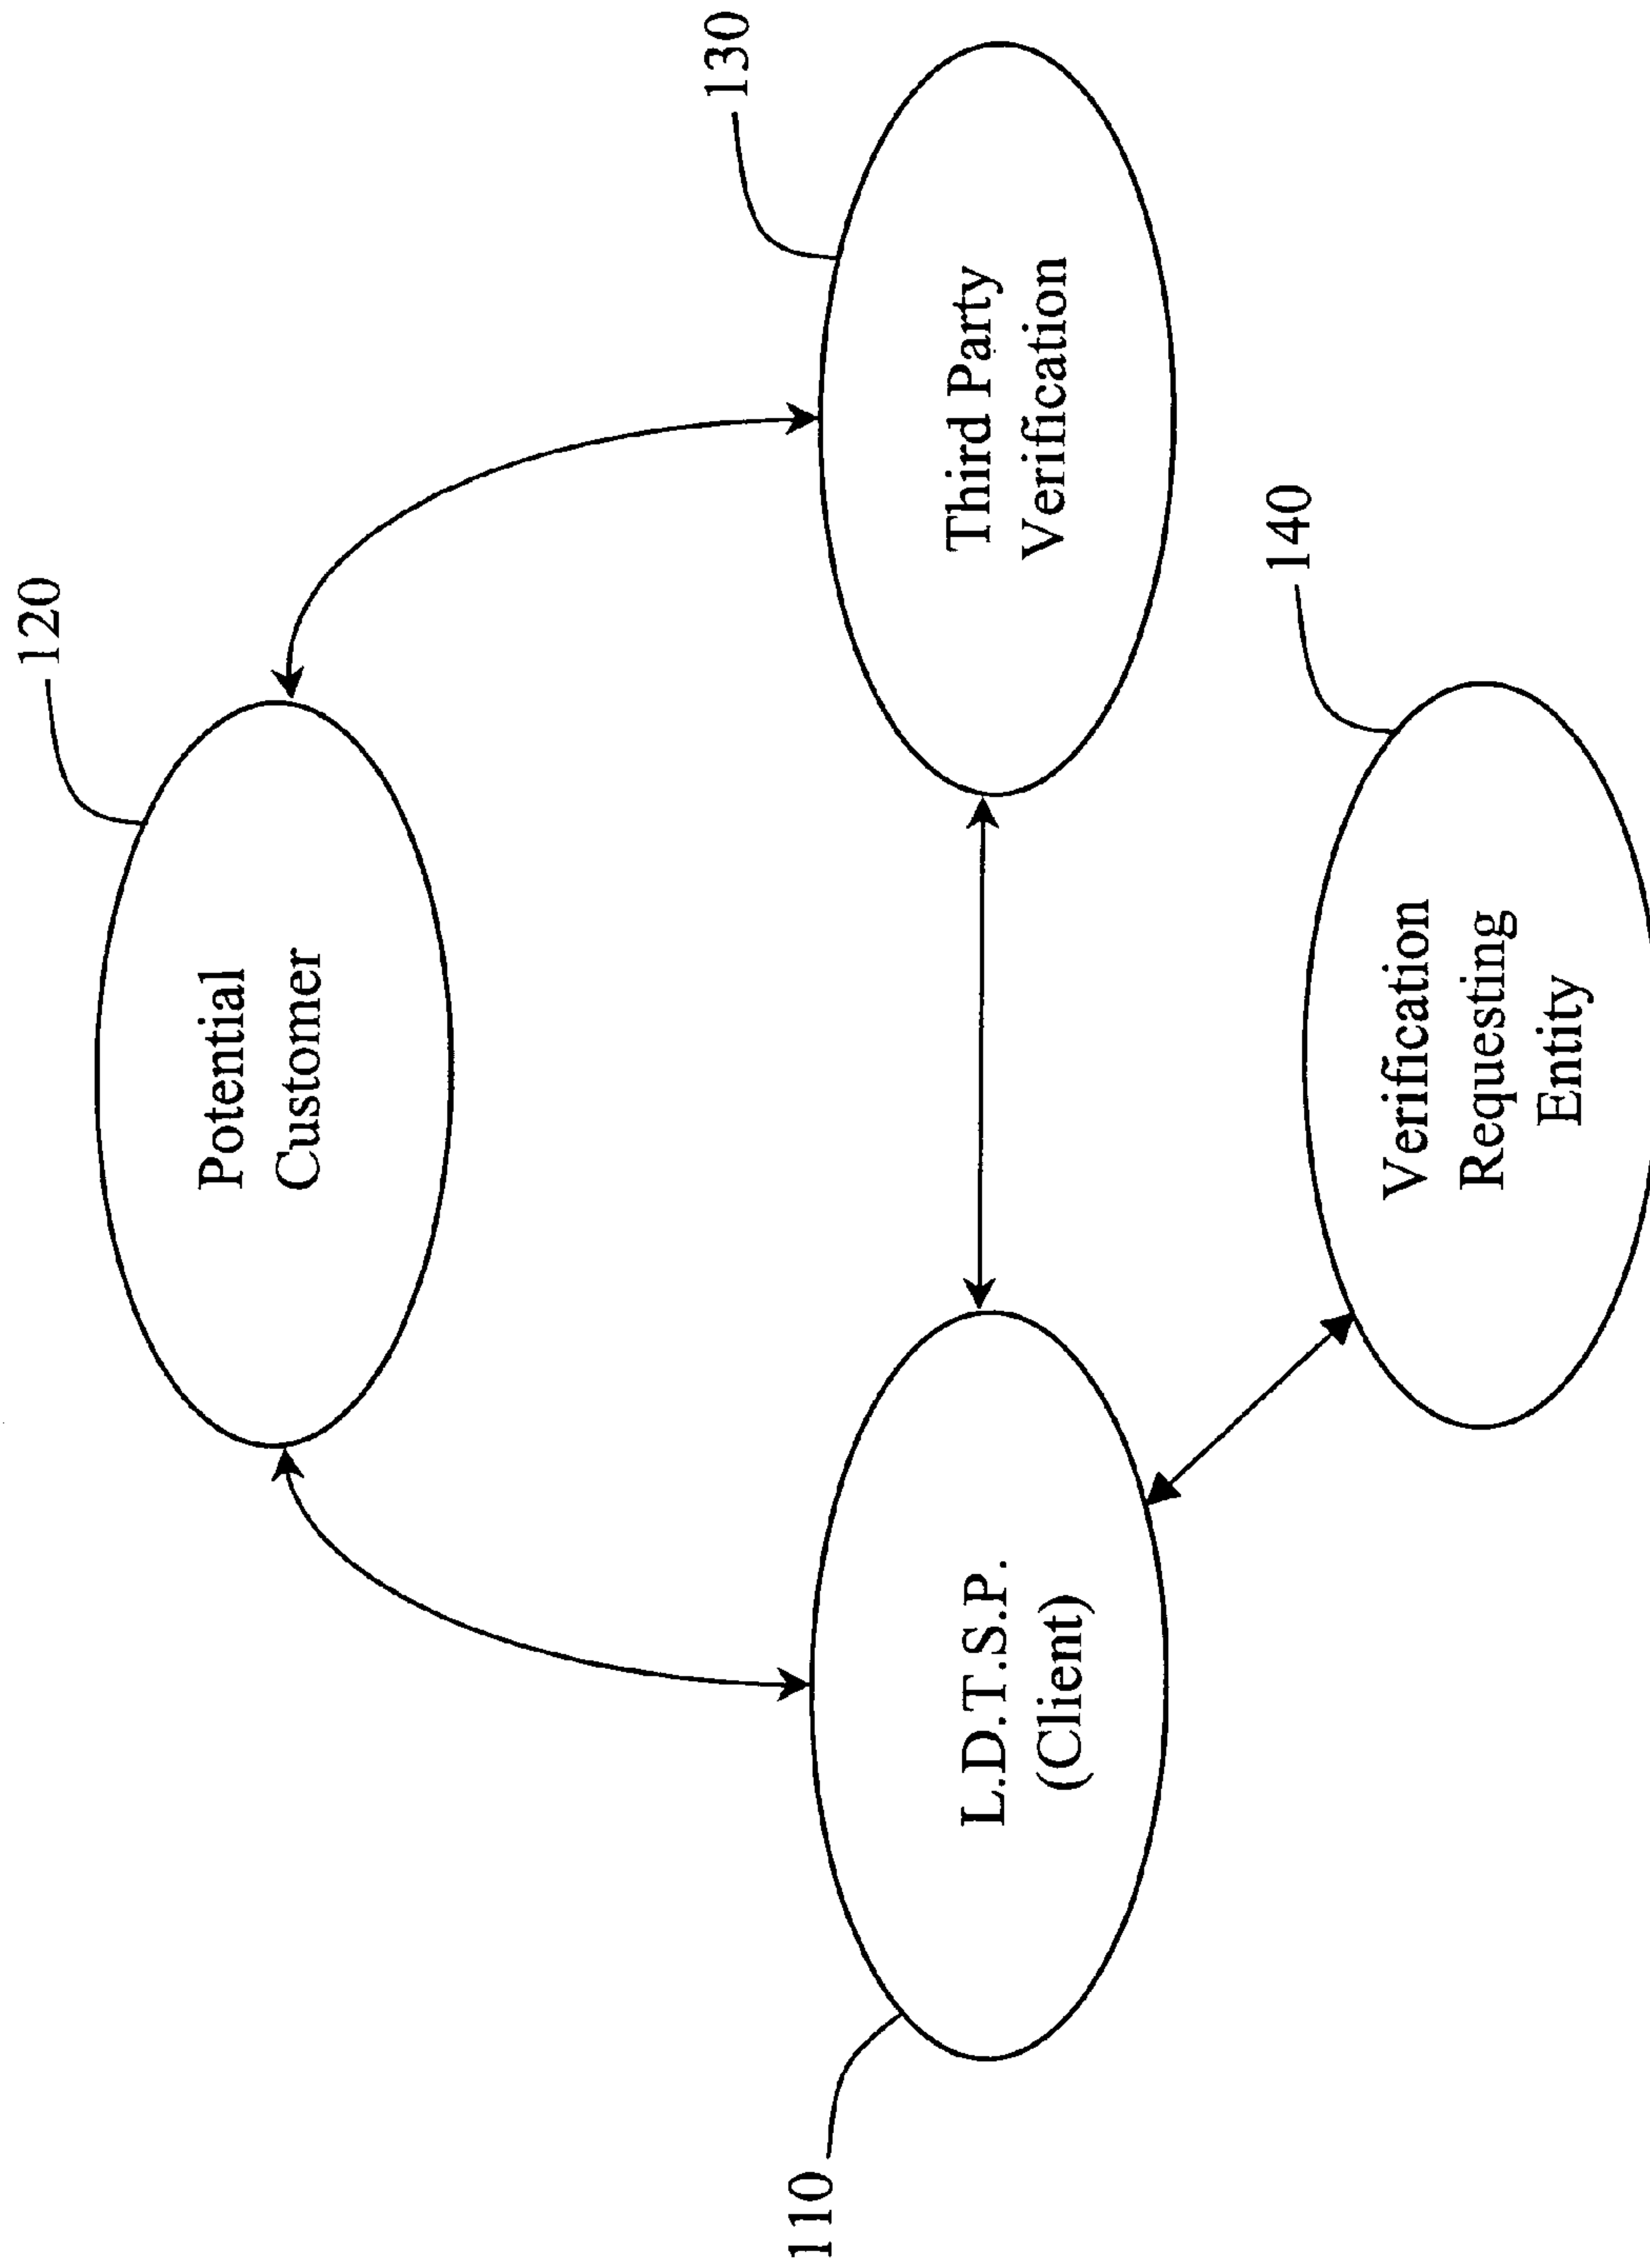 120
Potential
Customer
130
Third Party
Verification
110
L.D.T.S.P.
(Client)
140
Verification
Requesting
Entity